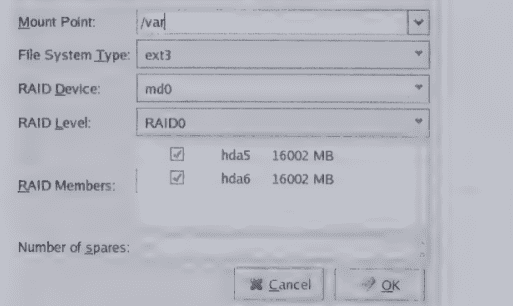 Mount Point: /var
File System Type: ext3
RAID Device: md0
RAID Level: RAID0
hda5 16002 MB
RAID Members: hda6 16002 MB
Number of spares:
Cancel OK